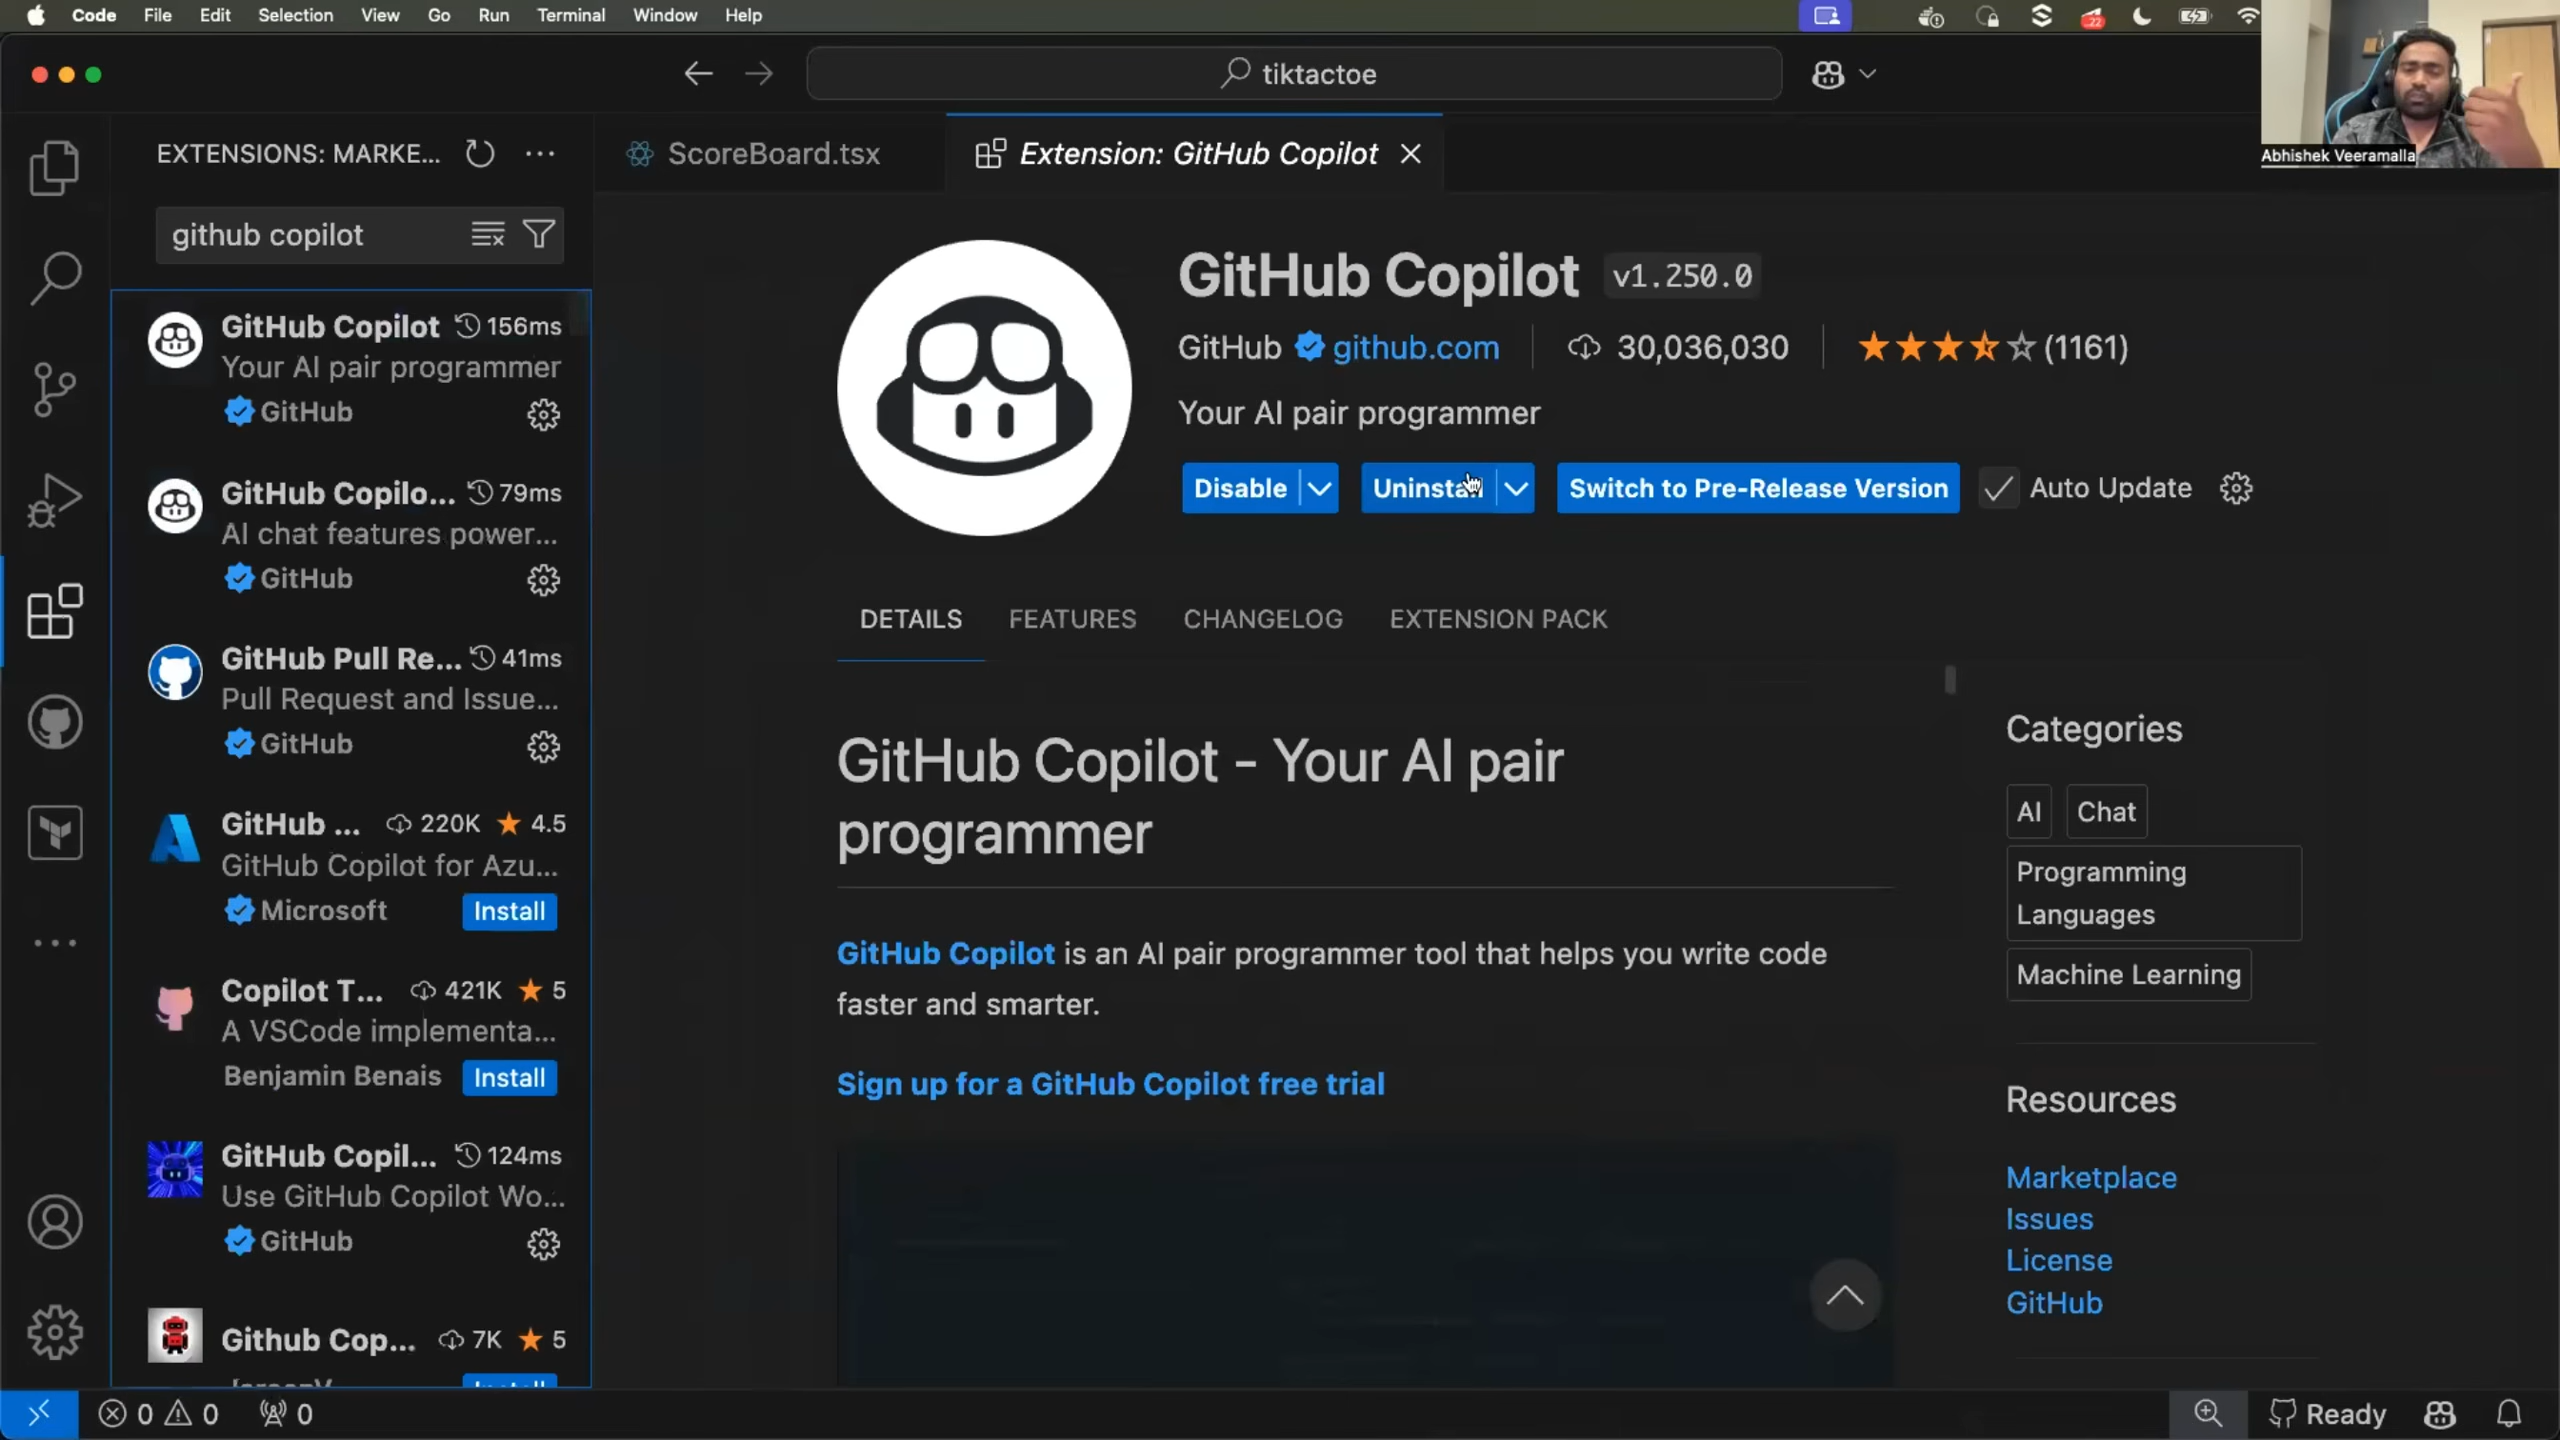 Code File Edit Selection View Go Run Terminal Window Help
22
tiktactoe
Abhishek Veeramalla
EXTENSIONS: MARKE...
github copilot
GitHub Copilot 156ms
Your AI pair programmer
GitHub
GitHub Copilo... 79ms
AI chat features power...
GitHub
GitHub Pull Re... 41ms
Pull Request and Issue...
GitHub
GitHub ... 220K 4.5
GitHub Copilot for Azu...
Microsoft Install
Copilot T... 421K 5
A VSCode implementa...
Benjamin Benais Install
GitHub Copil... 124ms
Use GitHub Copilot Wo...
GitHub
Github Cop... 7K 5
Install
ScoreBoard.tsx
Extension: GitHub Copilot
GitHub Copilot v1.250.0
GitHub github.com 30,036,030 (1161)
Your AI pair programmer
Disable Uninstall Switch to Pre-Release Version Auto Update
DETAILS FEATURES CHANGELOG EXTENSION PACK
GitHub Copilot - Your AI pair
programmer
GitHub Copilot is an AI pair programmer tool that helps you write code
faster and smarter.
Sign up for a GitHub Copilot free trial
Categories
AI Chat
Programming
Languages
Machine Learning
Resources
Marketplace
Issues
License
GitHub
0 0 0
Ready